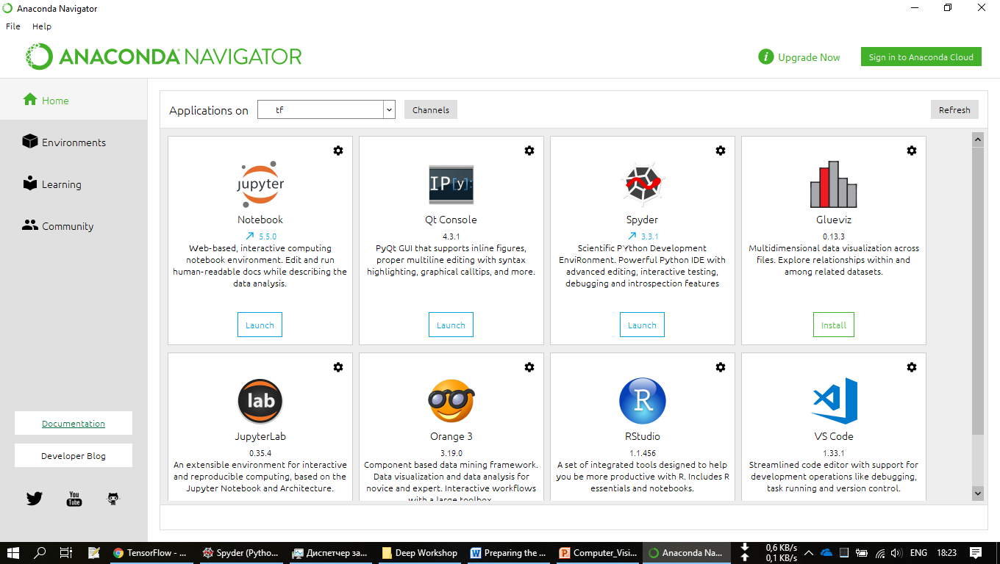 Anaconda Navigator
File Help
ANACONDA NAVIGATOR
Upgrade Now
Sign in to Anaconda Cloud
Home
Environments
Learning
Community
Documentation
Developer Blog
Applications on tf Channels Refresh
jupyter
Notebook
5.5.0
Web-based, interactive computing
notebook environment. Edit and run
human-readable docs while describing the
data analysis.
Launch
IP[y]:
Qt Console
4.3.1
PyQt GUI that supports inline figures,
proper multiline editing with syntax
highlighting, graphical calltips, and more.
Launch
Spyder
3.3.1
Scientific PYthon Development
EnviRonment. Powerful Python IDE with
advanced editing, interactive testing,
debugging and introspection features
Launch
Glueviz
0.13.3
Multidimensional data visualization across
files. Explore relationships within and
among related datasets.
Install
lab
JupyterLab
0.35.4
An extensible environment for interactive
and reproducible computing, based on the
Jupyter Notebook and Architecture.
Orange 3
3.19.0
Component based data mining framework.
Data visualization and data analysis for
novice and expert. Interactive workflows
with a large toolbox.
R
RStudio
1.1.456
A set of integrated tools designed to help
you be more productive with R. Includes R
essentials and notebooks.
VS Code
1.33.1
Streamlined code editor with support for
development operations like debugging,
task running and version control.
You
Tube
TensorFlow - ...
Spyder (Pytho...
Диспетчер за...
Deep Workshop
Preparing the ...
Computer_Visi...
Anaconda Na...
0,6 KB/s
0,1 KB/s
ENG
18:23